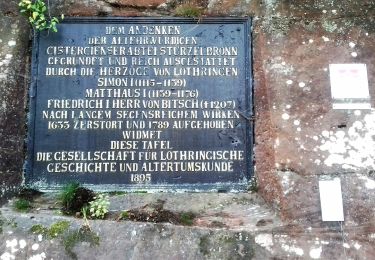 DEM ANDENKEN
DER ALTEHRWÜRDIGEN
CISTERCIENSERABTEI STÜRZELBRONN
GEGRÜNDET UND REICH AUSGESTATTET
DURCH DIE HERZOGE VON LOTHRINGEN
SIMON I (1115-1139)
MATTHÄUS I (1139-1176)
FRIEDRICH I HERR VON BITSCH († 1207)
NACH LANGEM SEGENSREICHEM WIRKEN
1633 ZERSTÖRT UND 1789 AUFGEHOBEN
WIDMET
DIESE TAFEL
DIE GESELLSCHAFT FÜR LOTHRINGISCHE
GESCHICHTE UND ALTERTUMSKUNDE
1895